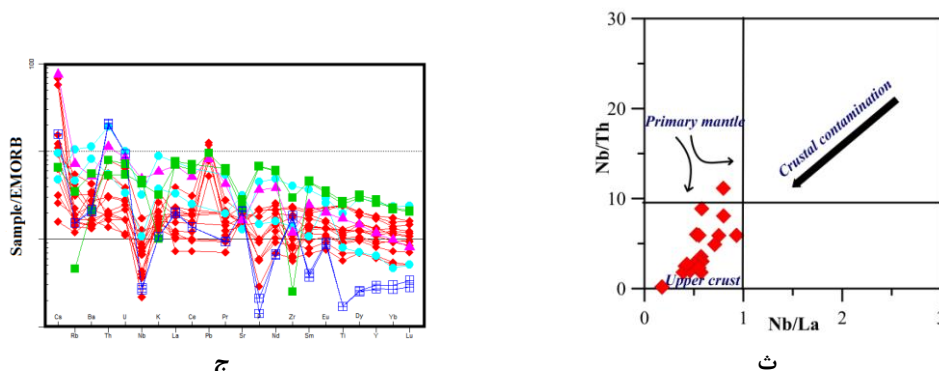 100
Sample/EMORB
Cs Ba Th U Nb K La Ce Pb Pr Sr Nd Zr Sm Eu Ti Dy Y Yb Lu
Rb
ج
30
20
10
0
Nb/Th
Primary mantle
Crustal contamination
Upper crust
0 1 2 3
Nb/La
ث